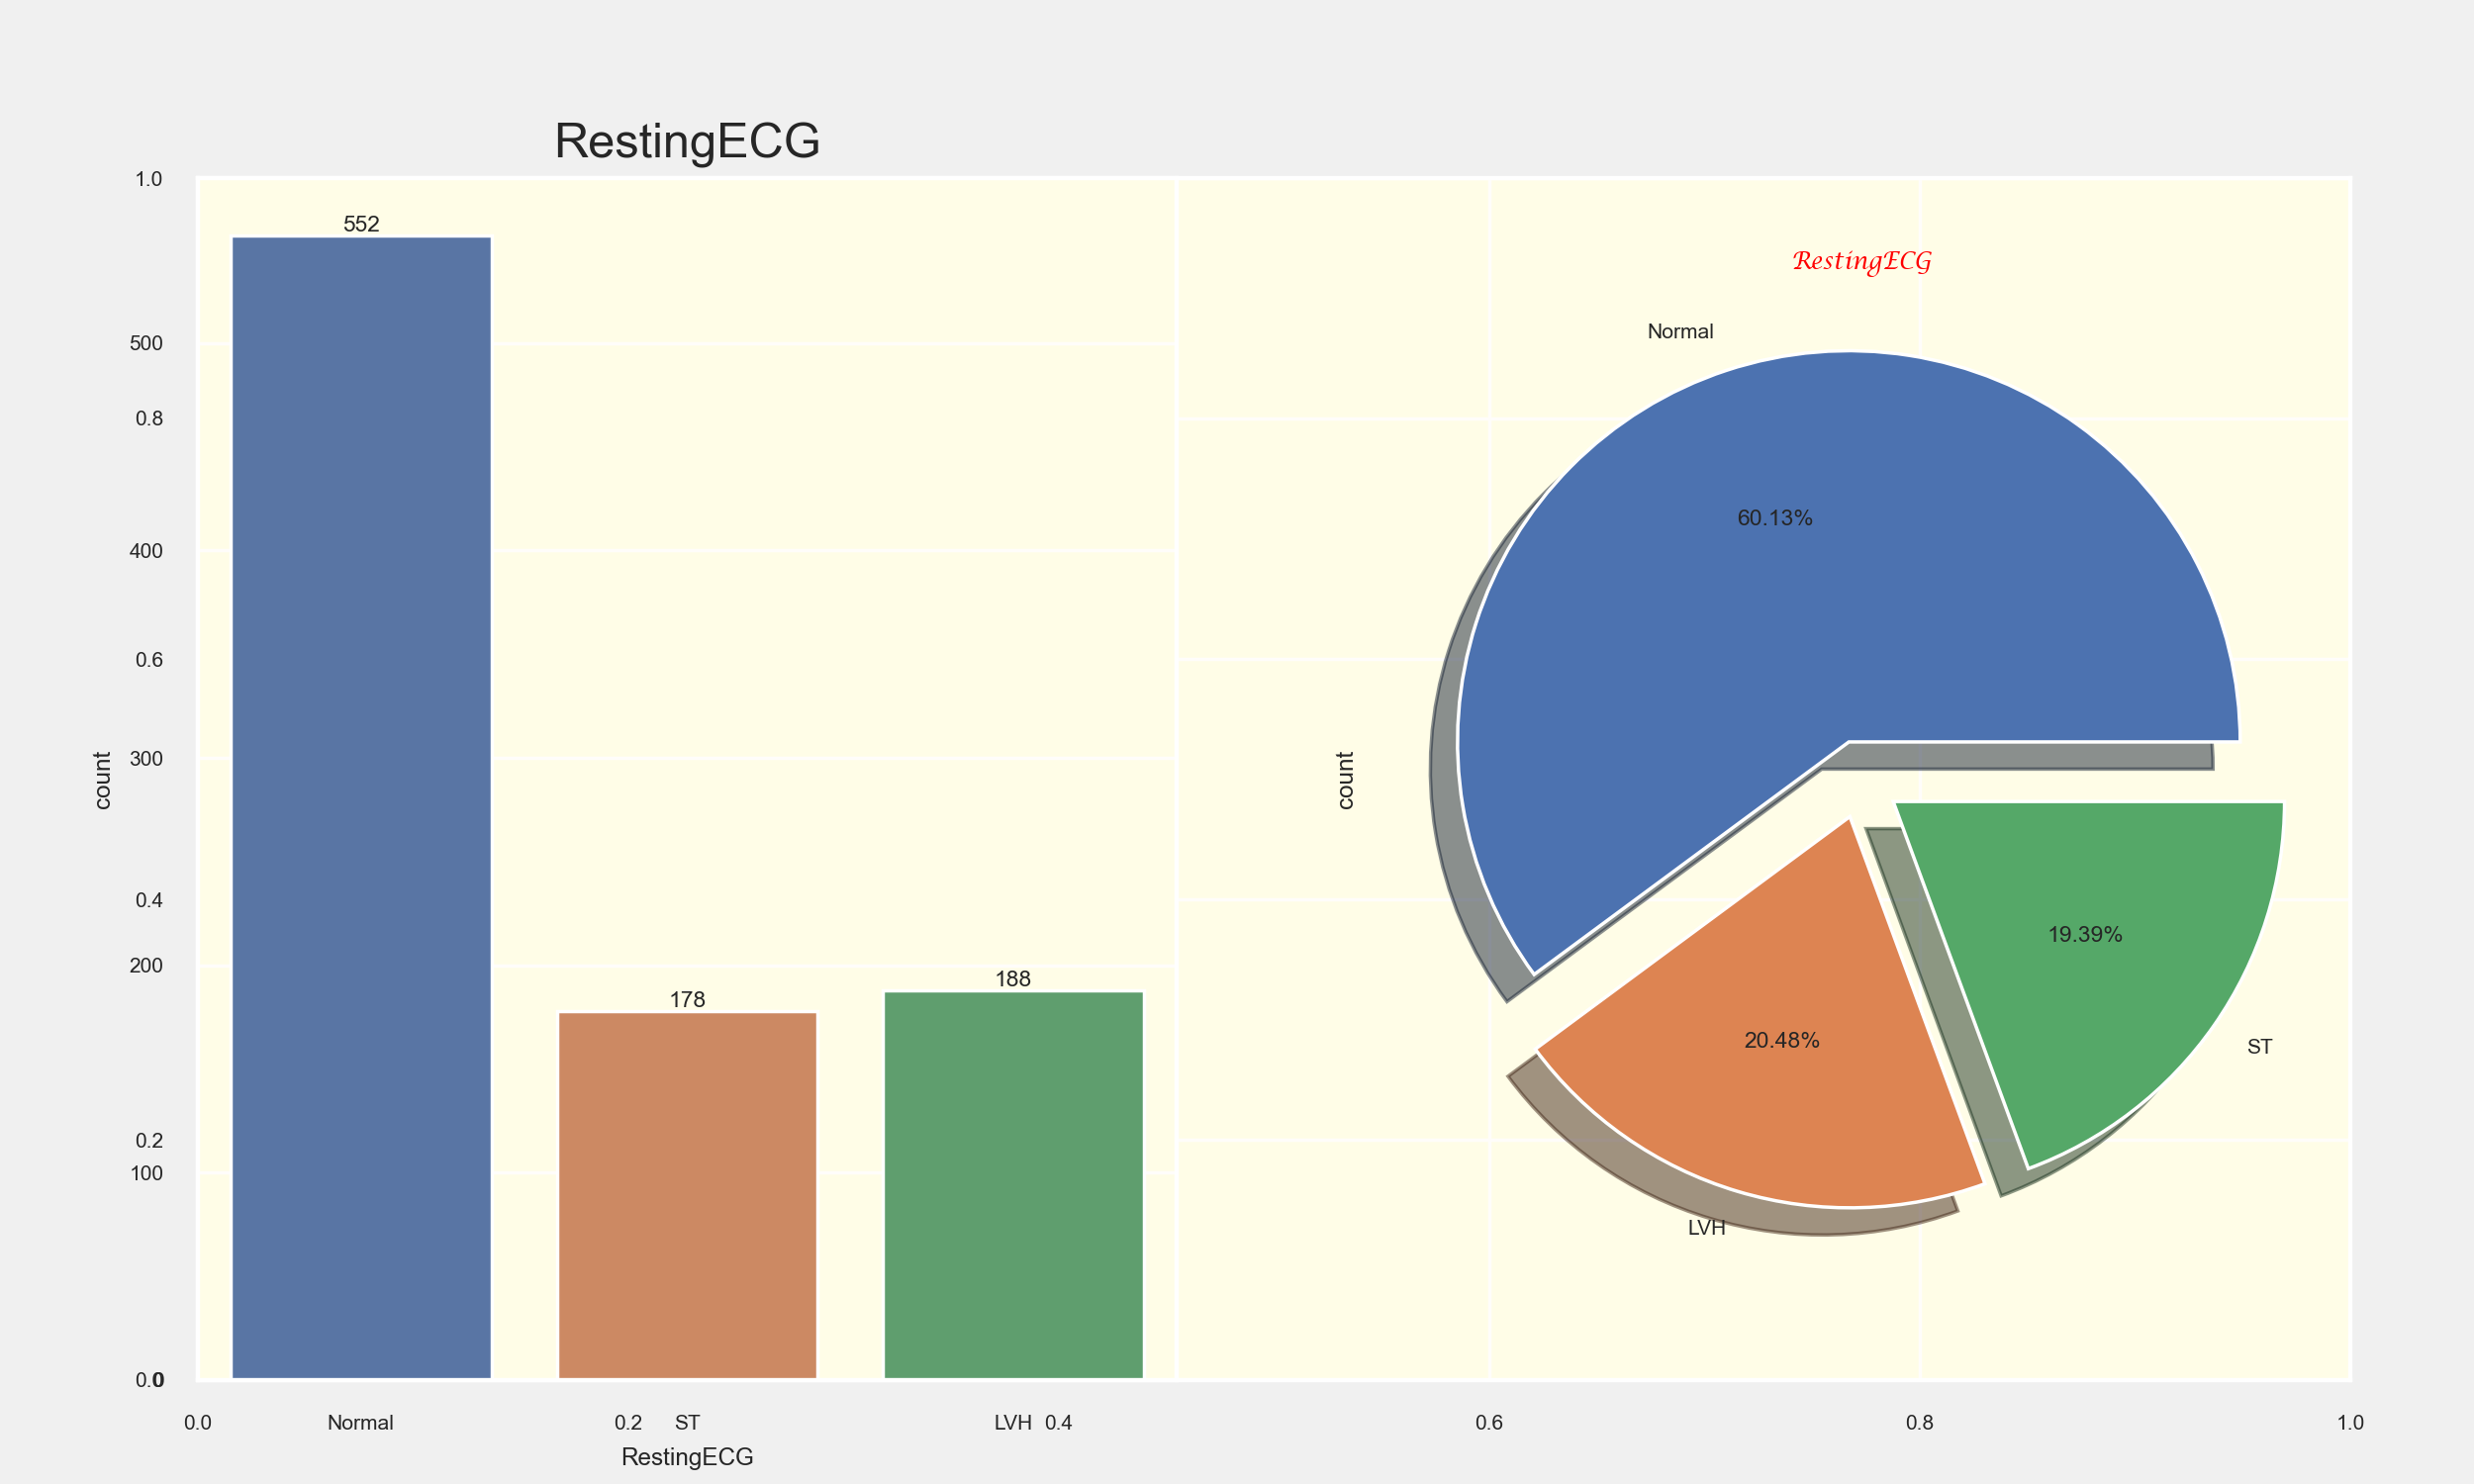 RestingECG
1.0
552
RestingECG
Normal
500
0.8
60.13%
400
0.6
300
count
count
0.4
19.39%
200
188
178
20.48%
ST
0.2
100
LVH
0.0
0
0.0 Normal 0.2 ST LVH 0.4 0.6 0.8 1.0
RestingECG